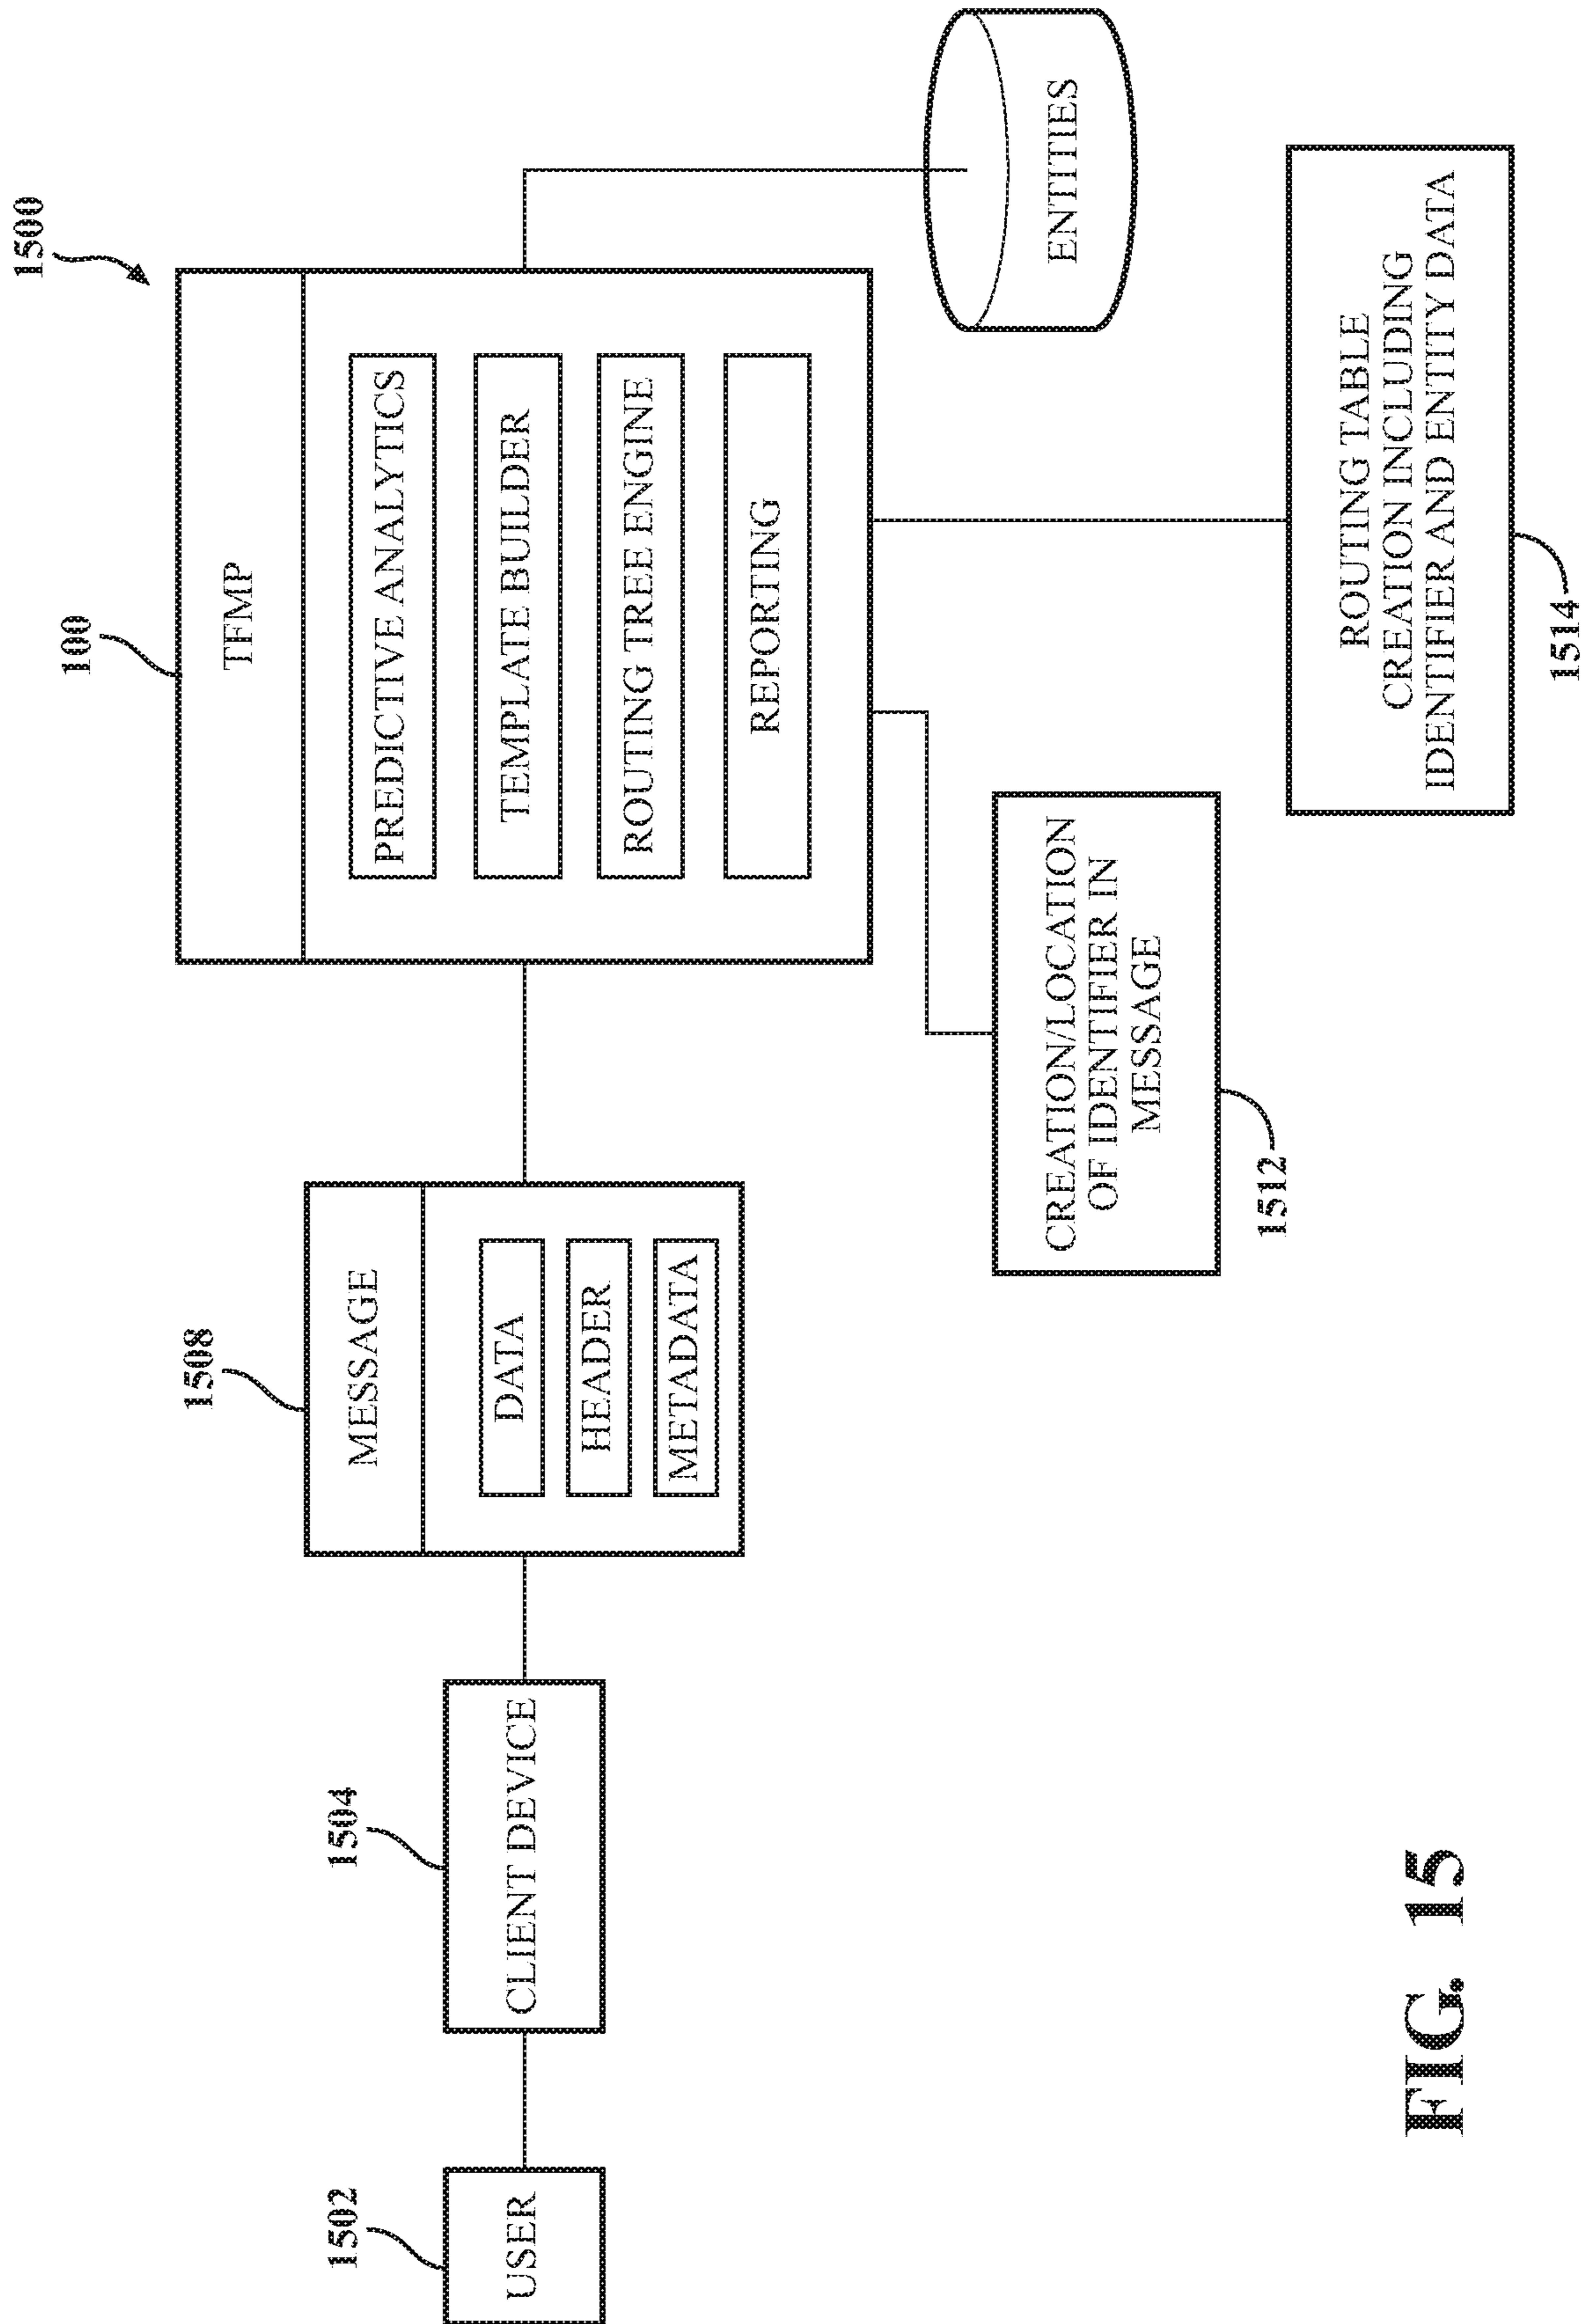 1500
100
TFMP
PREDICTIVE ANALYTICS
TEMPLATE BUILDER
ROUTING TREE ENGINE
REPORTING
1508
MESSAGE
DATA
HEADER
METADATA
1504
CLIENT DEVICE
1502
USER
ENTITIES
CREATION/LOCATION
OF IDENTIFIER IN
MESSAGE
1512
ROUTING TABLE
CREATION INCLUDING
IDENTIFIER AND ENTITY DATA
1514
FIG. 15